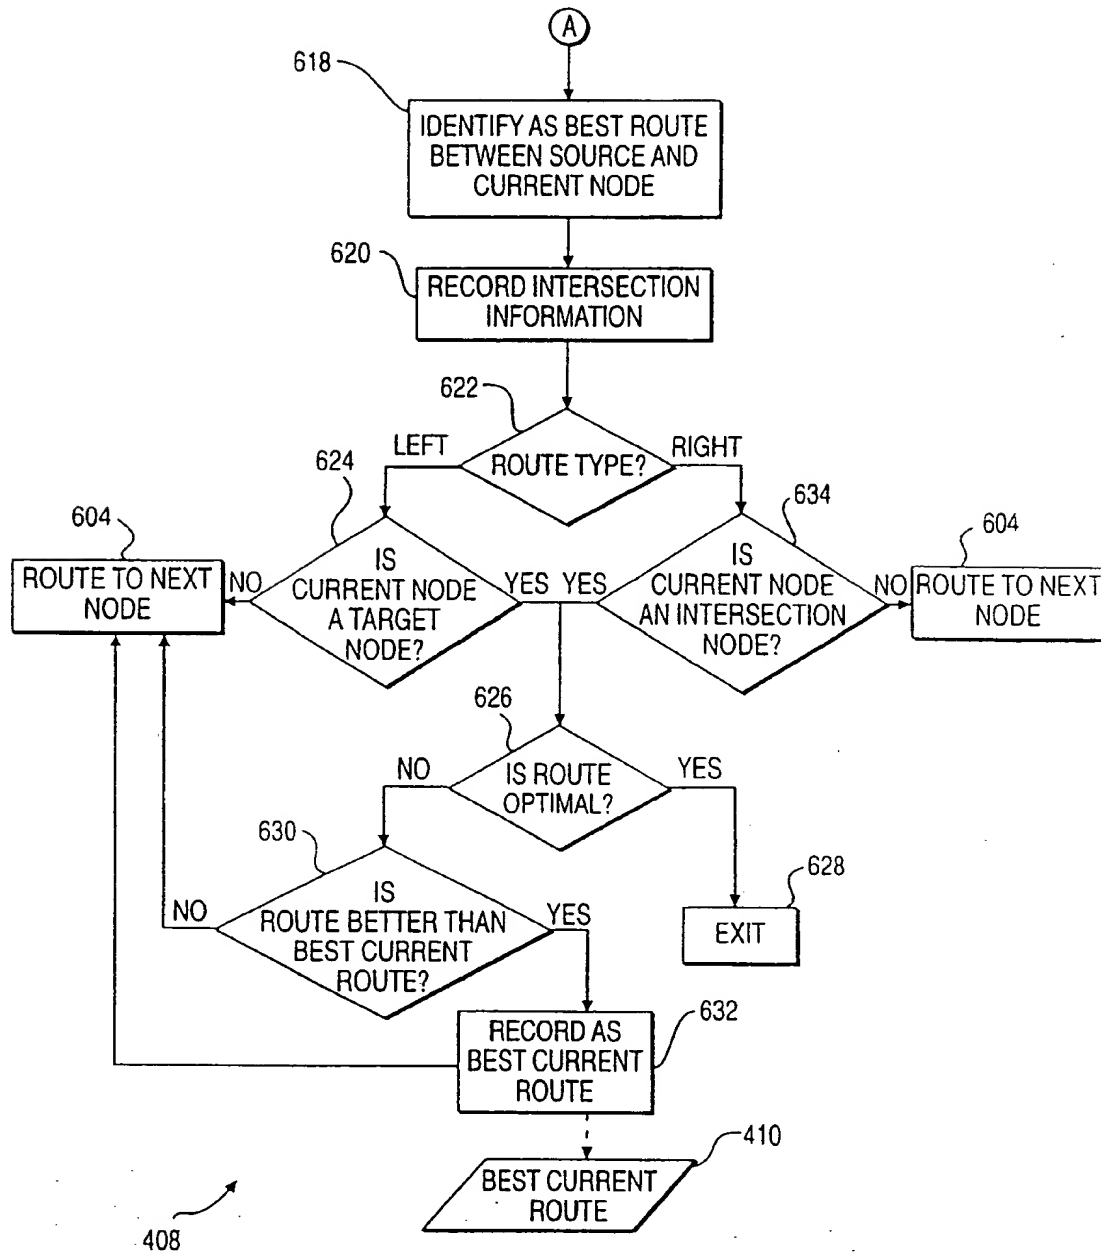 A
618
IDENTIFY AS BEST ROUTE
BETWEEN SOURCE AND
CURRENT NODE
620
RECORD INTERSECTION
INFORMATION
622
ROUTE TYPE?
LEFT
RIGHT
624
IS
CURRENT NODE
A TARGET
NODE?
634
IS
CURRENT NODE
AN INTERSECTION
NODE?
604
ROUTE TO NEXT
NODE
NO
YES
YES
NO
604
ROUTE TO NEXT
NODE
626
IS ROUTE
OPTIMAL?
NO
YES
630
IS
ROUTE BETTER THAN
BEST CURRENT
ROUTE?
NO
YES
628
EXIT
632
RECORD AS
BEST CURRENT
ROUTE
410
BEST CURRENT
ROUTE
408